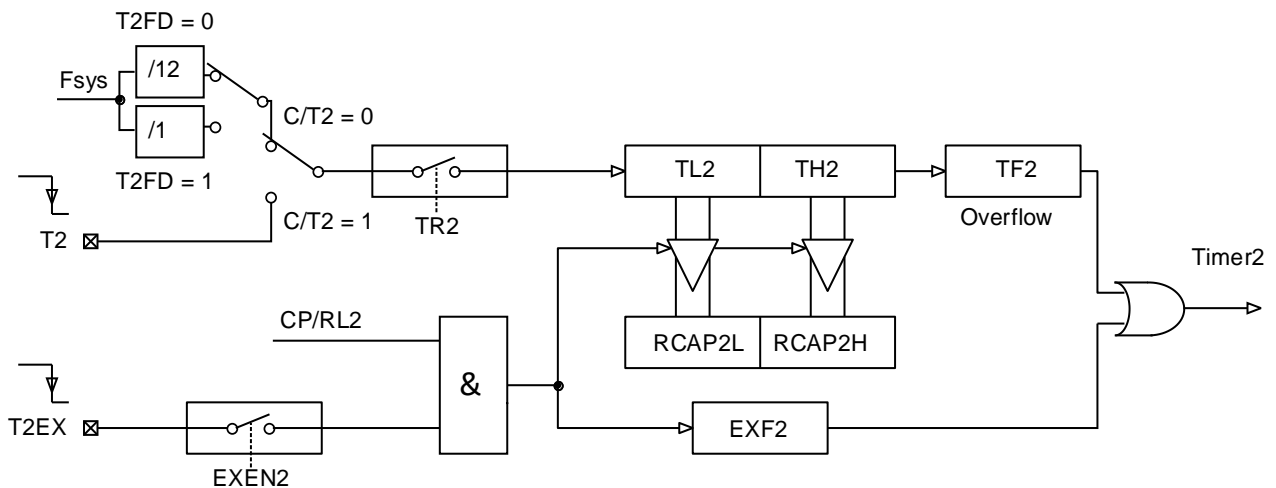 T2FD = 0
Fsys
/12
/1
C/T2 = 0
T2FD = 1
T2
C/T2 = 1
TR2
TL2
TH2
TF2
Overflow
Timer2
CP/RL2
&
RCAP2L
RCAP2H
T2EX
EXEN2
EXF2